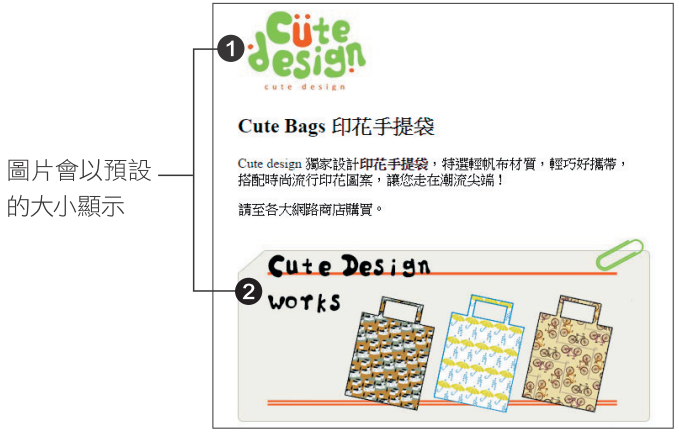 Cüte
design
cute design
1
Cute Bags 印花手提袋
Cute design 獨家設計印花手提袋，特選輕帆布材質，輕巧好攜帶，
搭配時尚流行印花圖案，讓您走在潮流尖端！
請至各大網路商店購買。
圖片會以預設
的大小顯示
Cute Design
2
works